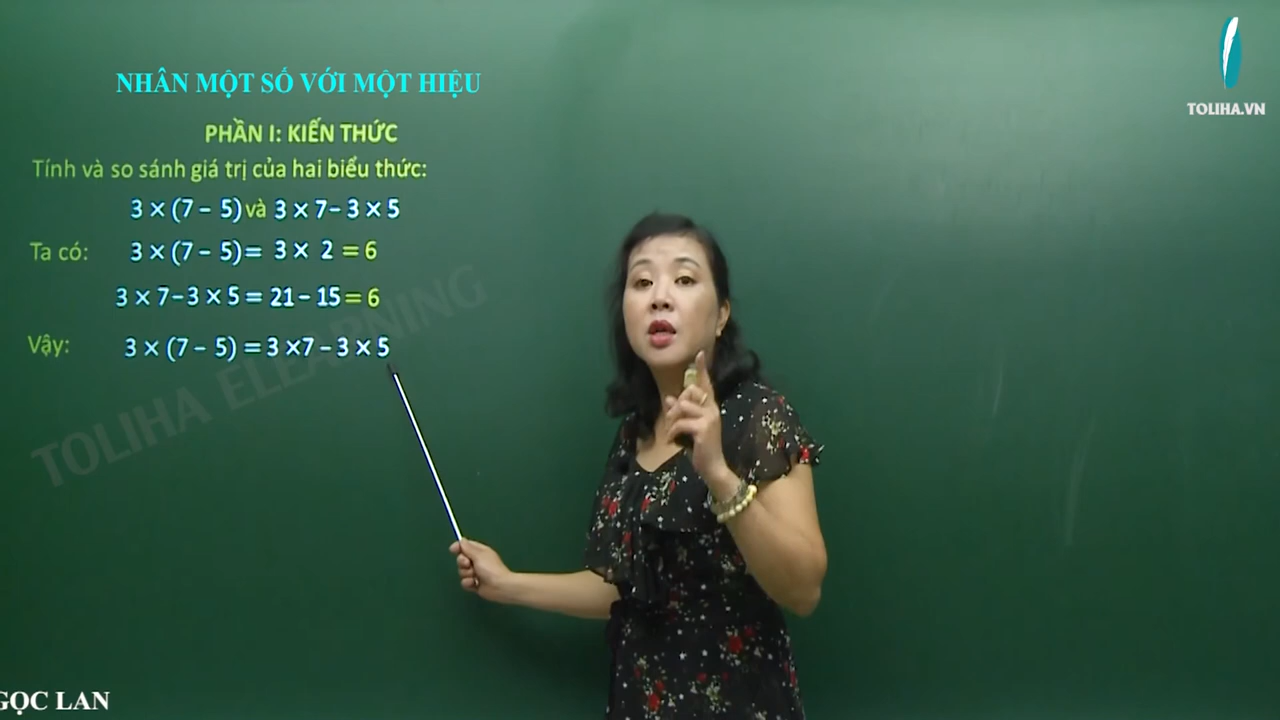 NHÂN MỘT SỐ VỚI MỘT HIỆU
TOLIHA.VN
PHẦN I: KIẾN THỨC
Tính và so sánh giá trị của hai biểu thức:
3 × (7 – 5) và 3 × 7 – 3 × 5
Ta có: 3 × (7 – 5) = 3 × 2 = 6
3 × 7 – 3 × 5 = 21 – 15 = 6
Vậy: 3 × (7 – 5) = 3 × 7 – 3 × 5
TOLIHA ELEARNING
GỌC LAN